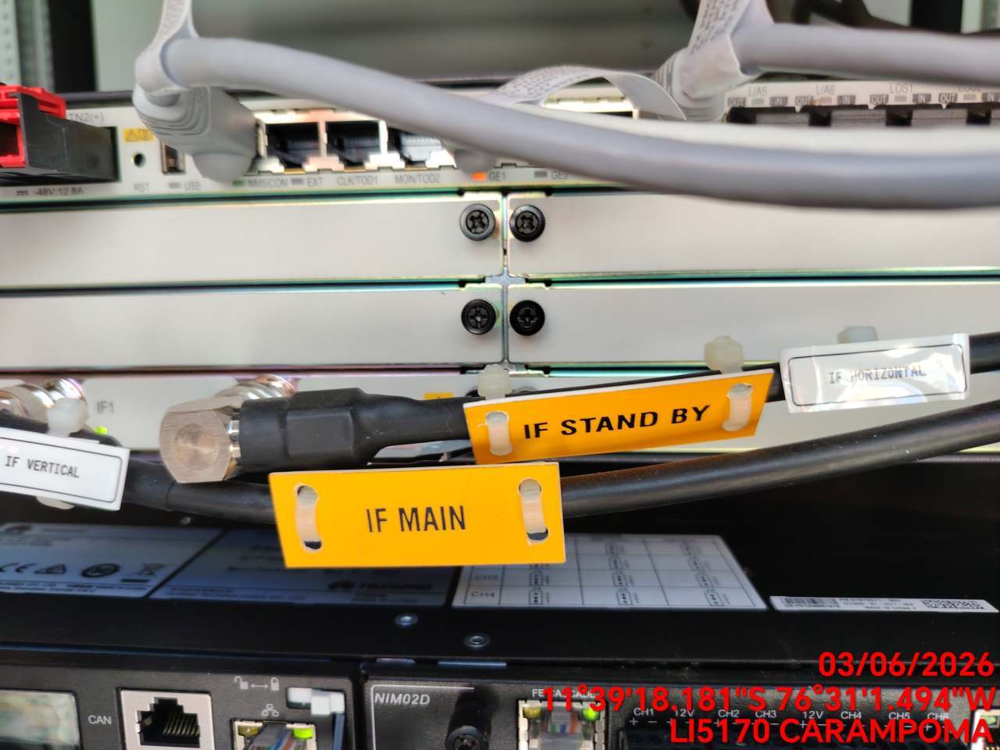 TN2(+)
L/A5
L/A6
LOS1
OUT
IN
OUT
IN
OUT
IN
OUT
IN
-48V;12.8A
RST
USB
NMS/COM
EXT
CLK/TOD1
MON/TOD2
GE1
GE2
IF1
IF HORIZONTAL
IF STAND BY
IF VERTICAL
IF MAIN
CH4
03/06/2026
NIM02D
11°39'18,181"S 76°31'1.494"W
CAN
CH1
12V
CH2
CH3
12V
CH4
CH5
CH6
LI5170 CARAMPOMA